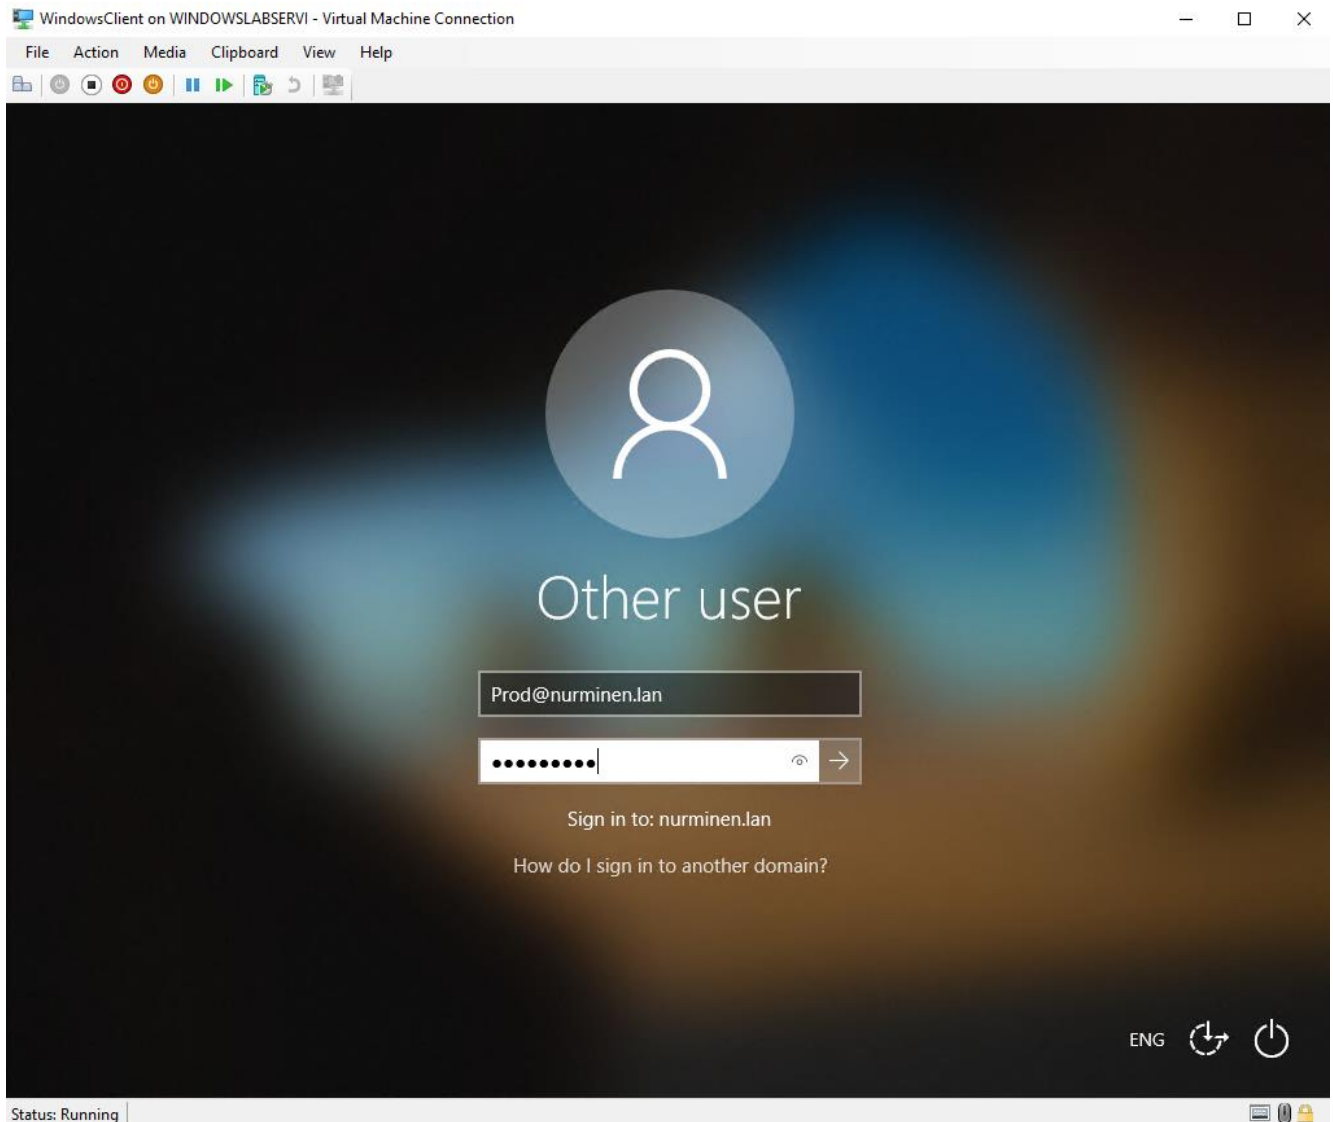 WindowsClient on WINDOWSLABSERVI - Virtual Machine Connection
File Action Media Clipboard View Help
Other user
Prod@nurminen.lan
•••••••••
Sign in to: nurminen.lan
How do I sign in to another domain?
ENG
Status: Running